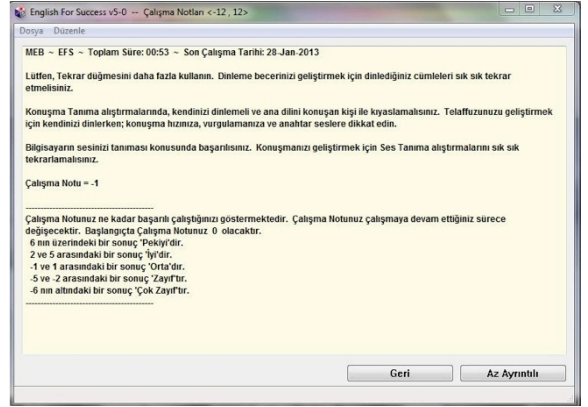 English For Success v5-0 -- Çalışma Notları <-12 , 12>
Dosya Düzenle
MEB ~ EFS ~ Toplam Süre: 00:53 ~ Son Çalışma Tarihi: 28-Jan-2013
Lütfen, Tekrar düğmesini daha fazla kullanın. Dinleme becerinizi geliştirmek için dinlediğiniz cümleleri sık sık tekrar
etmelisiniz.
Konuşma Tanıma alıştırmalarında, kendinizi dinlemeli ve ana dilini konuşan kişi ile kıyaslamalısınız. Telaffuzunuzu geliştirmek
için kendinizi dinlerken; konuşma hızınıza, vurgulamanıza ve anahtar seslere dikkat edin.
Bilgisayarın sesinizi tanıması konusunda başarılısınız. Konuşmanızı geliştirmek için Ses Tanıma alıştırmalarını sık sık
tekrarlamalısınız.
Çalışma Notu = -1
--------------------------------------------
Çalışma Notunuz ne kadar başarılı çalıştığınızı göstermektedir. Çalışma Notunuz çalışmaya devam ettiğiniz sürece
değişecektir. Başlangıçta Çalışma Notunuz 0 olacaktır.
6 nın üzerindeki bir sonuç 'Pekiyi'dir.
2 ve 5 arasındaki bir sonuç 'İyi'dir.
-1 ve 1 arasındaki bir sonuç 'Orta'dır.
-5 ve -2 arasındaki bir sonuç 'Zayıf'tır.
-6 nın altındaki bir sonuç 'Çok Zayıf'tır.
--------------------------------------------
Geri
Az Ayrıntılı